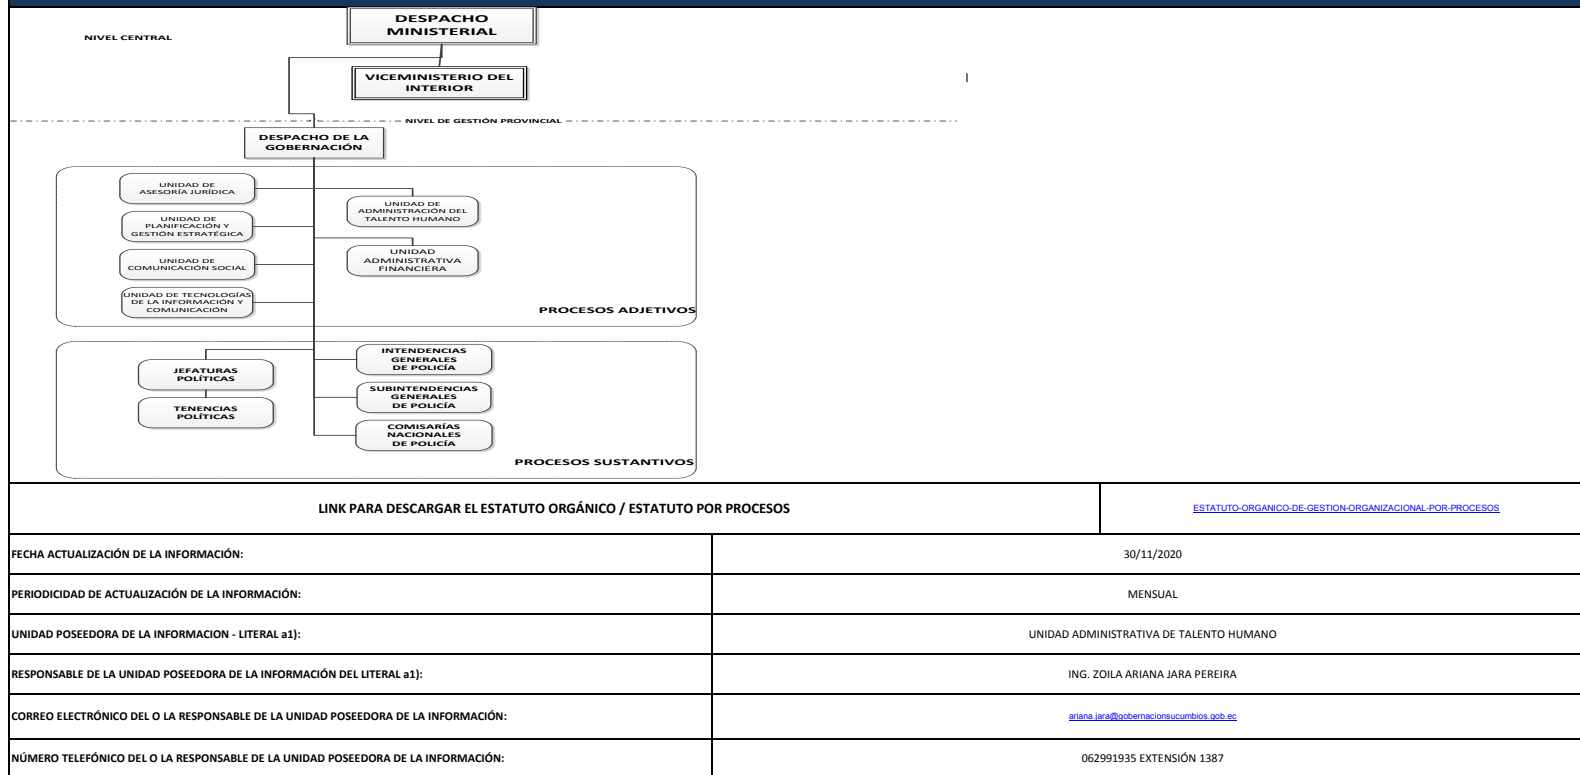 DESPACHO
MINISTERIAL
NIVEL CENTRAL
VICEMINISTERIO DEL
INTERIOR
NIVEL DE GESTIÓN PROVINCIAL
DESPACHO DE LA
GOBERNACIÓN
UNIDAD DE
ASESORÍA JURÍDICA
UNIDAD DE
ADMINISTRACIÓN DEL
TALENTO HUMANO
UNIDAD DE
PLANIFICACIÓN Y
GESTIÓN ESTRATÉGICA
UNIDAD
ADMINISTRATIVA
FINANCIERA
UNIDAD DE
COMUNICACIÓN SOCIAL
UNIDAD DE TECNOLOGÍAS
DE LA INFORMACIÓN Y
COMUNICACIÓN
PROCESOS ADJETIVOS
INTENDENCIAS
GENERALES
DE POLICÍA
JEFATURAS
POLÍTICAS
SUBINTENDENCIAS
GENERALES
DE POLICÍA
TENENCIAS
POLÍTICAS
COMISARÍAS
NACIONALES
DE POLICÍA
PROCESOS SUSTANTIVOS
LINK PARA DESCARGAR EL ESTATUTO ORGÁNICO / ESTATUTO POR PROCESOS
ESTATUTO-ORGANICO-DE-GESTION-ORGANIZACIONAL-POR-PROCESOS
FECHA ACTUALIZACIÓN DE LA INFORMACIÓN:
30/11/2020
PERIODICIDAD DE ACTUALIZACIÓN DE LA INFORMACIÓN:
MENSUAL
UNIDAD POSEEDORA DE LA INFORMACION - LITERAL a1):
UNIDAD ADMINISTRATIVA DE TALENTO HUMANO
RESPONSABLE DE LA UNIDAD POSEEDORA DE LA INFORMACIÓN DEL LITERAL a1):
ING. ZOILA ARIANA JARA PEREIRA
CORREO ELECTRÓNICO DEL O LA RESPONSABLE DE LA UNIDAD POSEEDORA DE LA INFORMACIÓN:
ariana.jara@gobernacionsucumbios.gob.ec
NÚMERO TELEFÓNICO DEL O LA RESPONSABLE DE LA UNIDAD POSEEDORA DE LA INFORMACIÓN:
062991935 EXTENSIÓN 1387